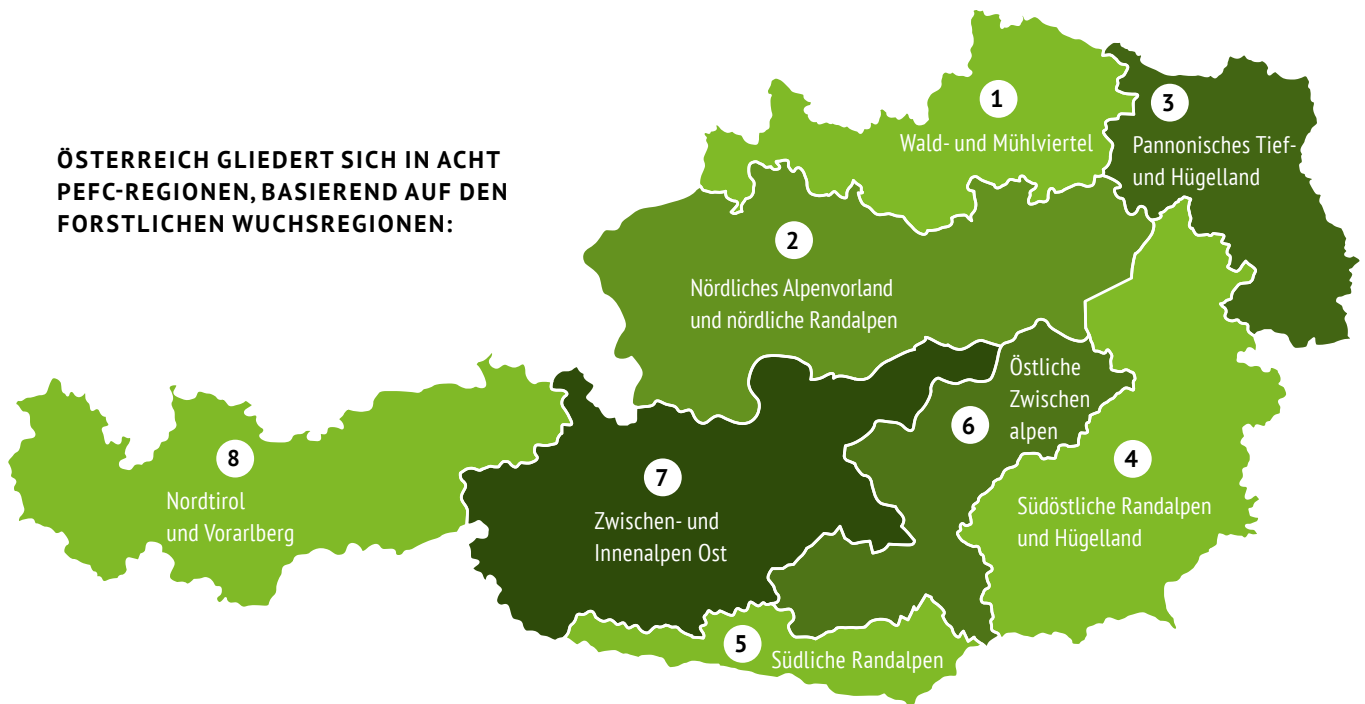 ÖSTERREICH GLIEDERT SICH IN ACHT
PEFC-REGIONEN, BASIEREND AUF DEN
FORSTLICHEN WUCHSREGIONEN:
1
Wald- und Mühlviertel
2
Nördliches Alpenvorland
und nördliche Randalpen
3
Pannonisches Tief-
und Hügelland
4
Südöstliche Randalpen
und Hügelland
5
Südliche Randalpen
6
Östliche
Zwischen
alpen
7
Zwischen- und
Innenalpen Ost
8
Nordtirol
und Vorarlberg